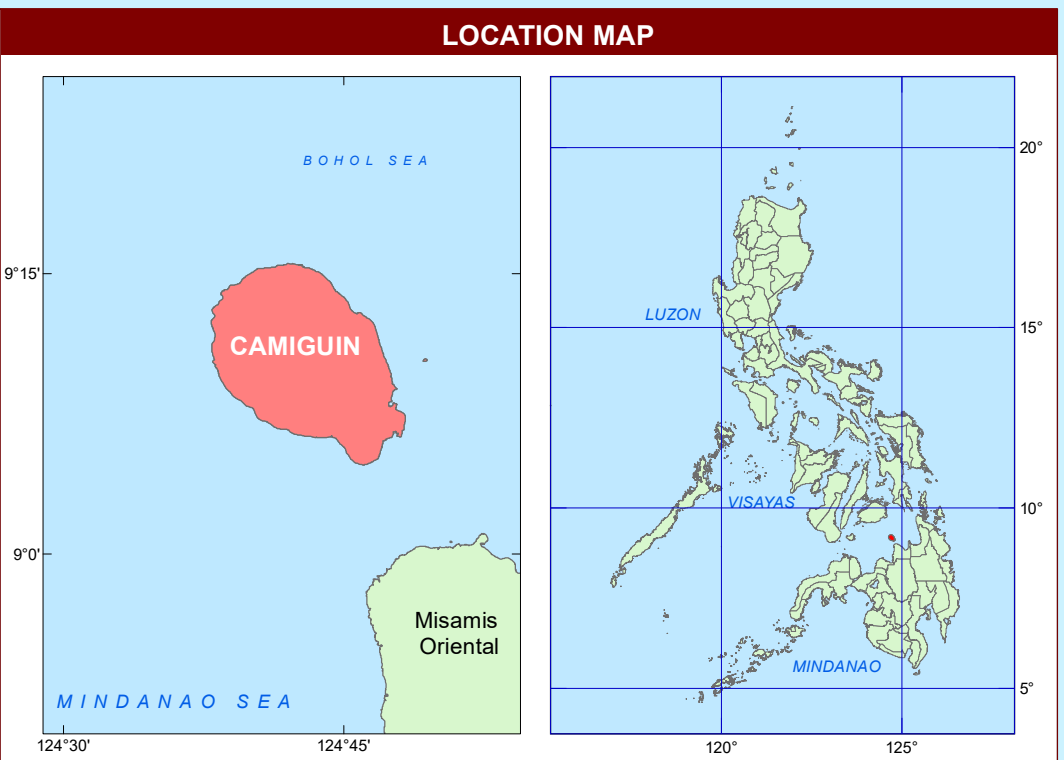 LOCATION MAP
BOHOL SEA
9°15'
CAMIGUIN
9°0'
Misamis
Oriental
MINDANAO SEA
124°30'
124°45'
20°
LUZON
15°
VISAYAS
10°
MINDANAO
5°
120°
125°